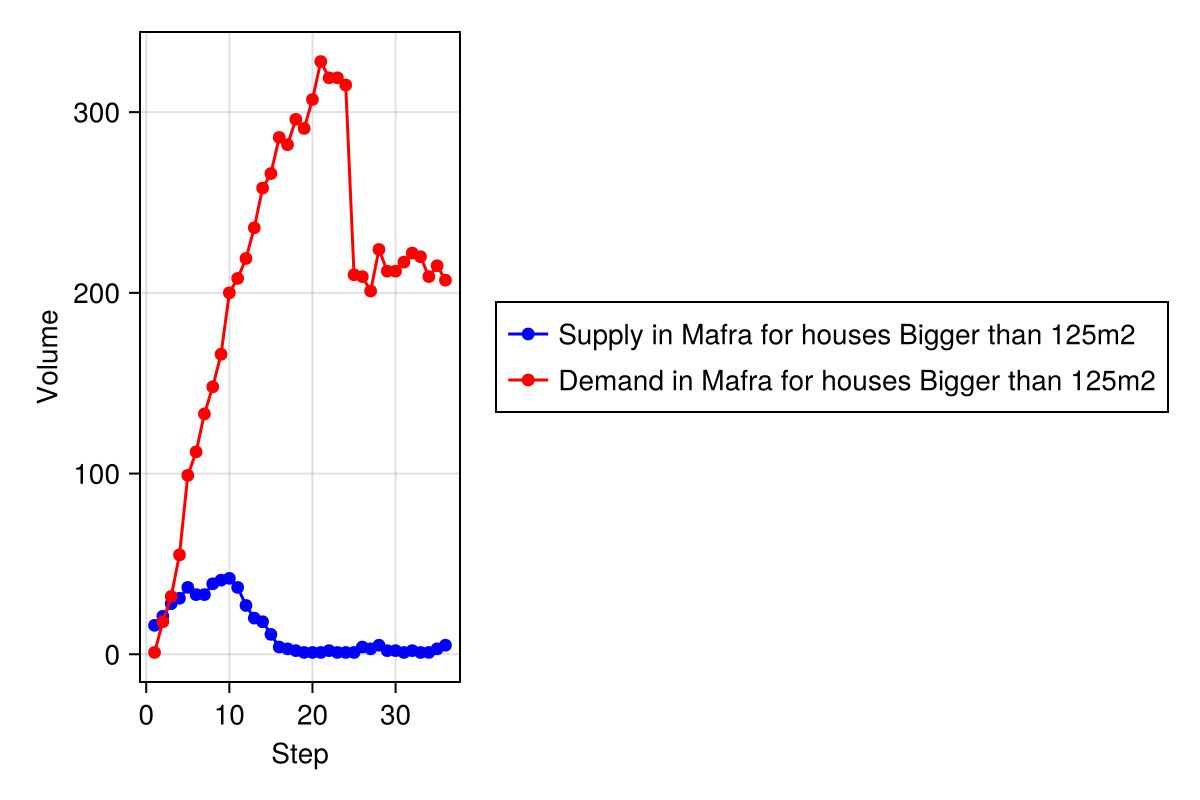 300
200
100
0
Volume
0 10 20 30
Step
Supply in Mafra for houses Bigger than 125m2
Demand in Mafra for houses Bigger than 125m2